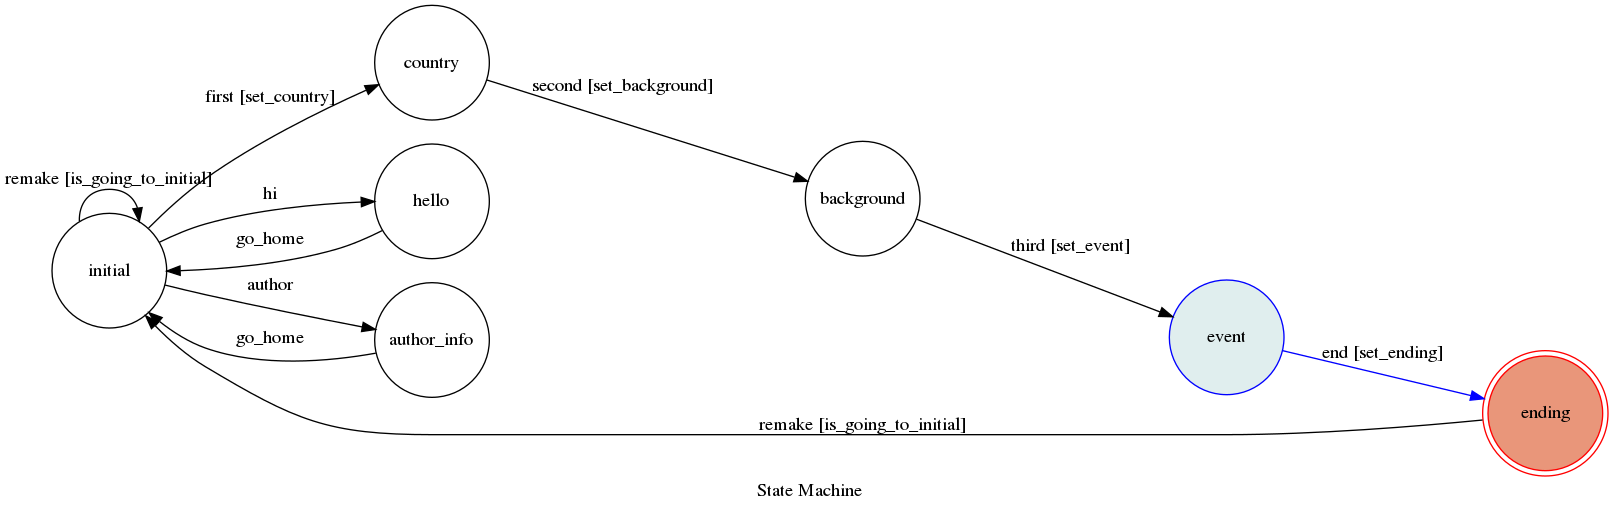 country
first [set_country]
second [set_background]
remake [is_going_to_initial]
hi
hello
background
go_home
third [set_event]
initial
author
go_home
author_info
event
end [set_ending]
ending
remake [is_going_to_initial]
State Machine